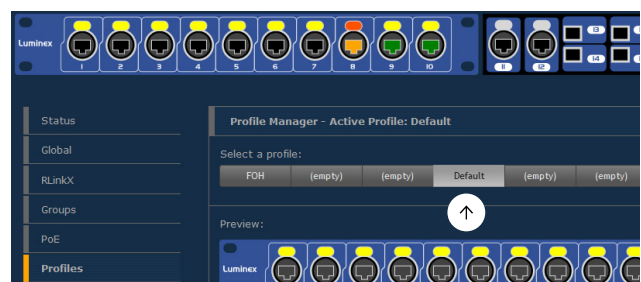 Luminex
1 2 3 4 5 6 7 8 9 10 11 12 13
14
Status
Global
RLinkX
Groups
PoE
Profiles
Profile Manager - Active Profile: Default
Select a profile:
FOH (empty) (empty) Default (empty) (empty)
Preview:
Luminex